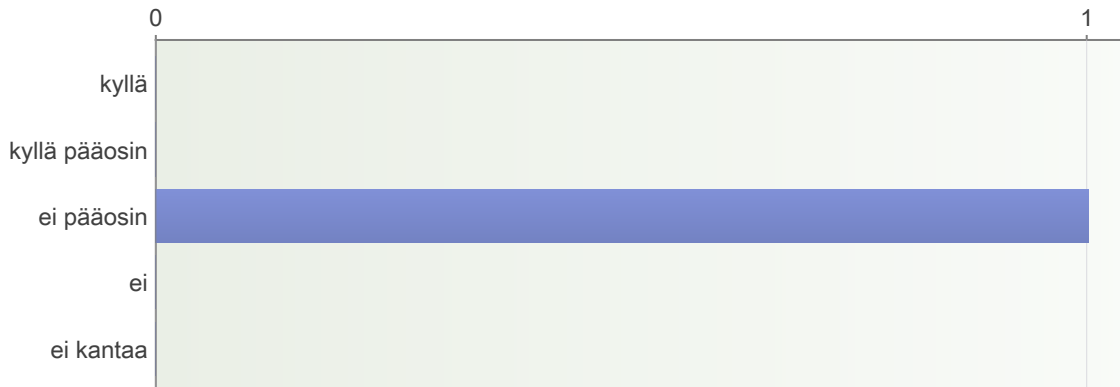 0 1
kyllä
kyllä pääosin
ei pääosin
ei
ei kantaa